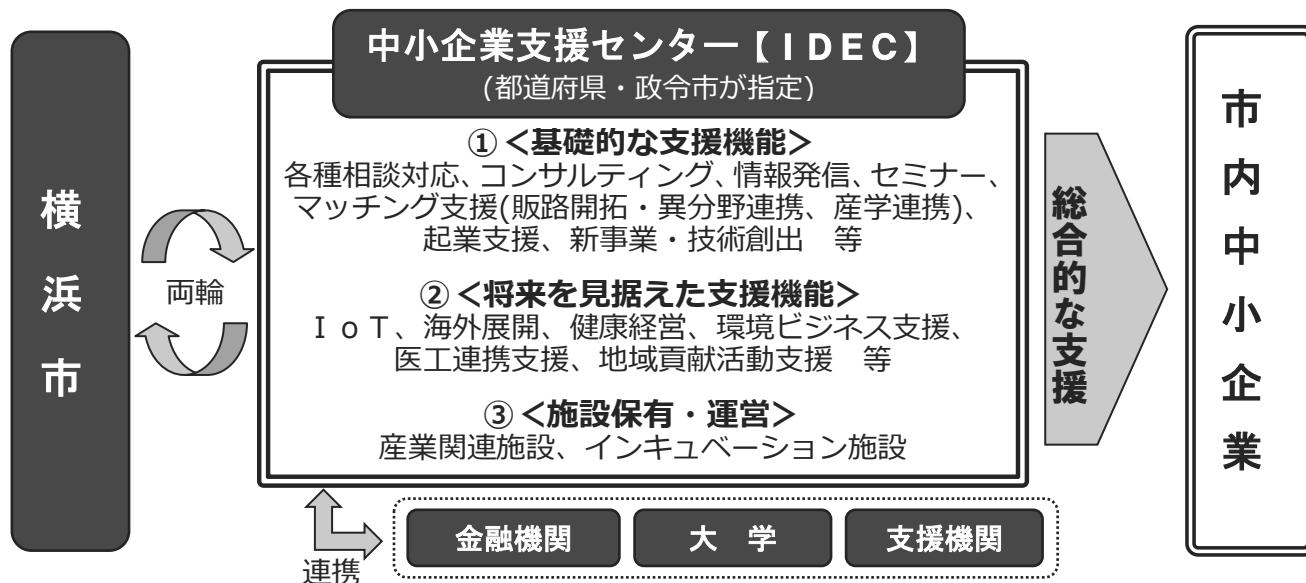 横浜市
両輪
中小企業支援センター【ＩＤＥＣ】
(都道府県・政令市が指定)
①＜基礎的な支援機能＞
各種相談対応、コンサルティング、情報発信、セミナー、
マッチング支援(販路開拓・異分野連携、産学連携)、
起業支援、新事業・技術創出　等
②＜将来を見据えた支援機能＞
ＩｏＴ、海外展開、健康経営、環境ビジネス支援、
医工連携支援、地域貢献活動支援　等
③＜施設保有・運営＞
産業関連施設、インキュベーション施設
総合的な支援
市内中小企業
連携
金融機関
大　学
支援機関